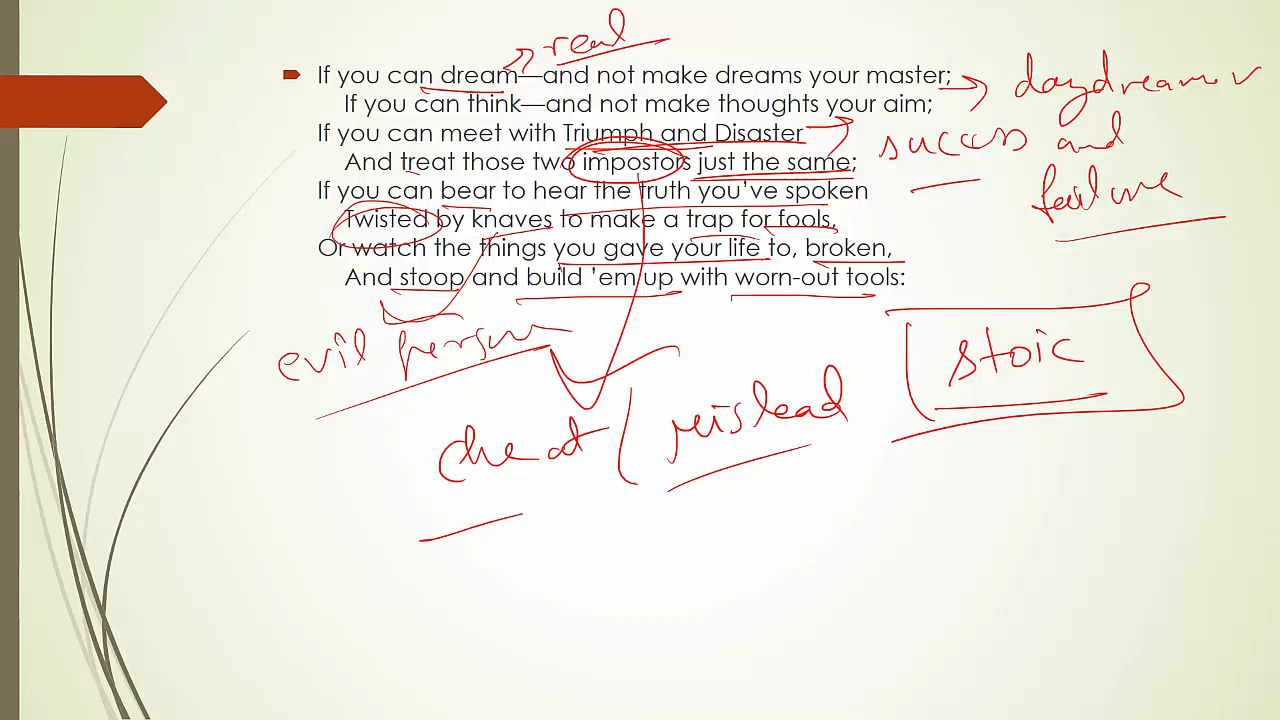 real
If you can dream—and not make dreams your master;
daydreamer
If you can think—and not make thoughts your aim;
If you can meet with Triumph and Disaster
success and
failure
And treat those two impostors just the same;
If you can bear to hear the truth you've spoken
Twisted by knaves to make a trap for fools,
Or watch the things you gave your life to, broken,
And stoop and build 'em up with worn-out tools:
evil person
stoic
cheat
mislead